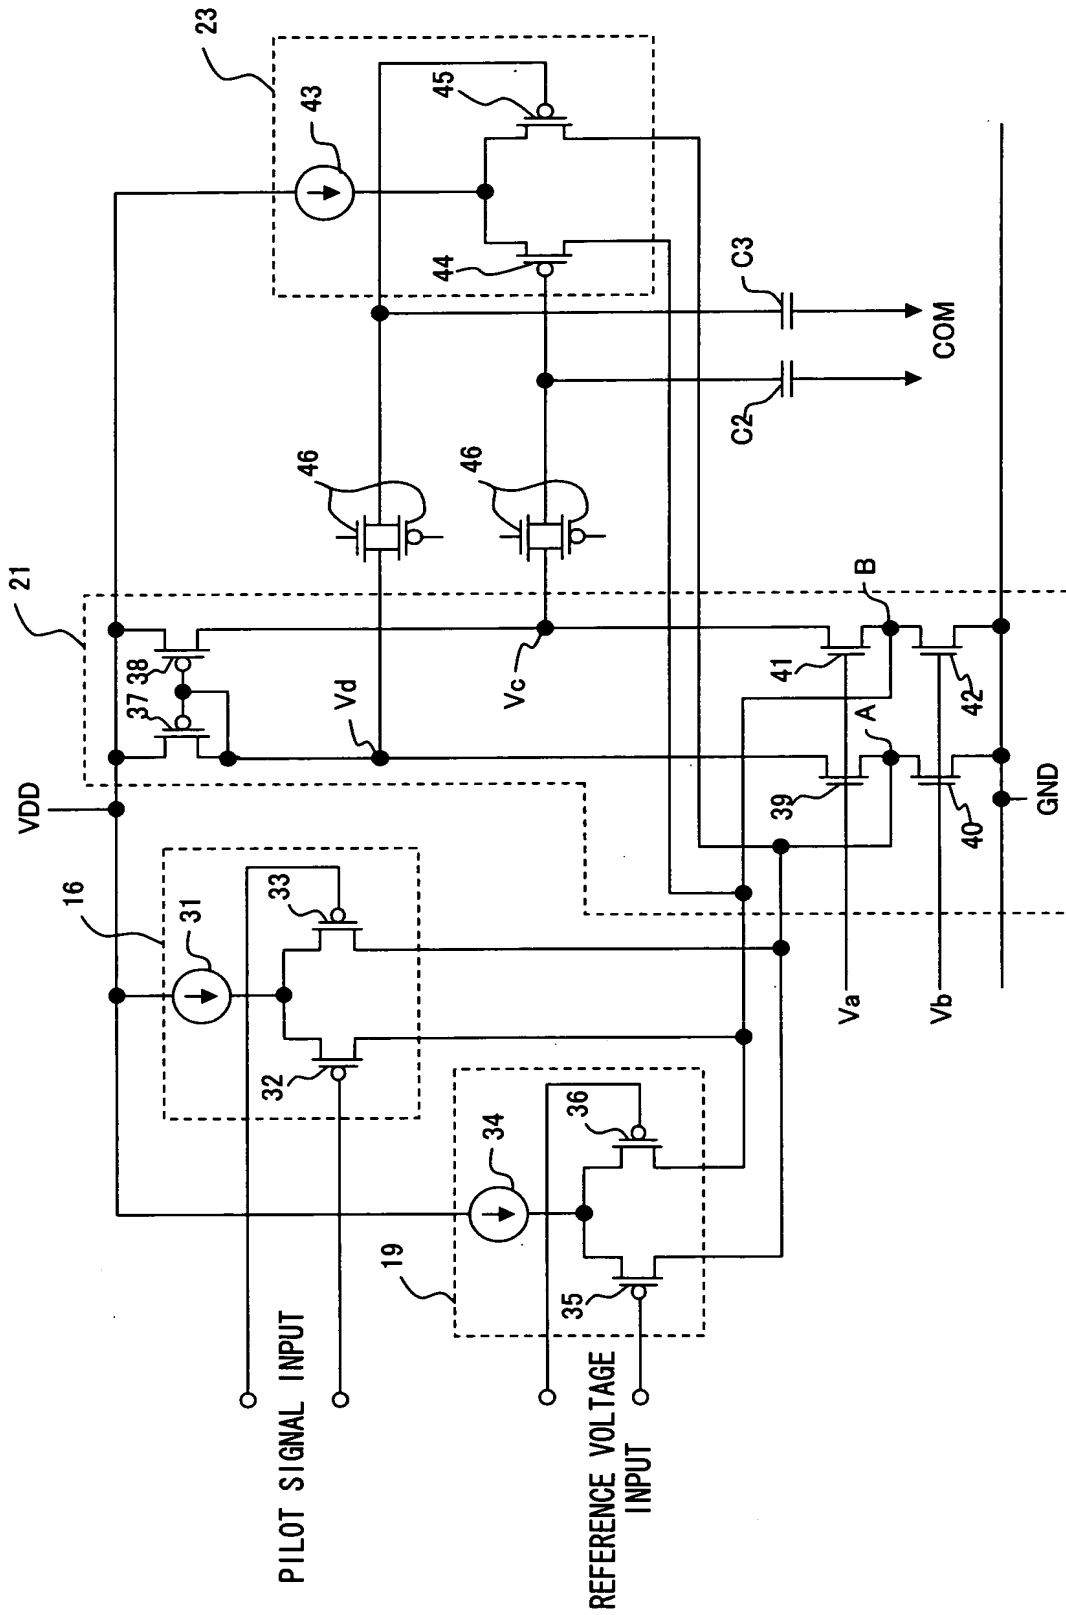 PILOT SIGNAL INPUT
REFERENCE VOLTAGE
INPUT
VDD
GND
16
31
32
33
19
34
35
36
21
37
38
Vd
Vc
39
40
41
42
A
B
Va
Vb
46
46
23
43
44
45
C2
C3
COM